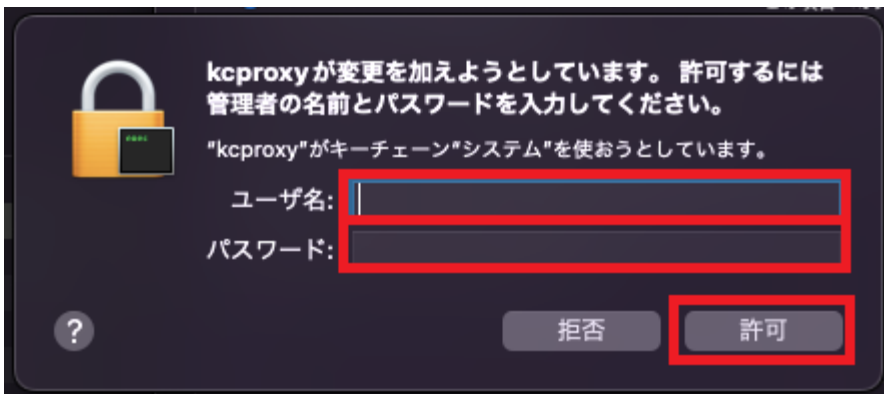 kcproxyが変更を加えようとしています。 許可するには
管理者の名前とパスワードを入力してください。
"kcproxy"がキーチェーン"システム"を使おうとしています。
ユーザ名:
パスワード:
?
拒否
許可
exec